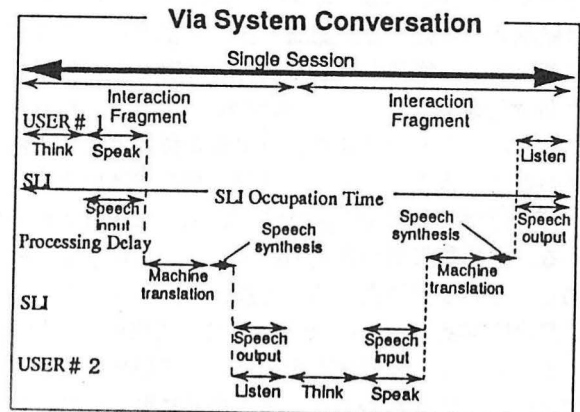 Via System Conversation
Single Session
Interaction
Fragment
Interaction
Fragment
USER # 1
Think
Speak
Listen
SLI
SLI Occupation Time
Speech
input
Speech
synthesis
Speech
synthesis
Speech
output
Processing Delay
Machine
translation
Machine
translation
SLI
Speech
output
Speech
input
USER # 2
Listen
Think
Speak